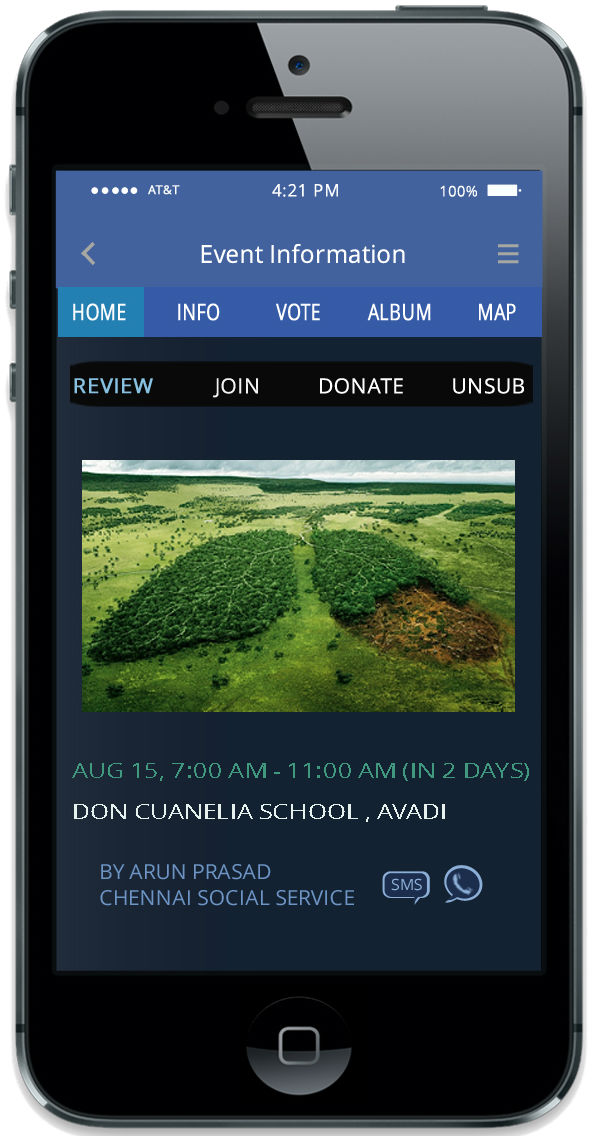 AT&T 4:21 PM 100%
Event Information
HOME INFO VOTE ALBUM MAP
REVIEW JOIN DONATE UNSUB
AUG 15, 7:00 AM - 11:00 AM (IN 2 DAYS)
DON CUANELIA SCHOOL , AVADI
BY ARUN PRASAD
CHENNAI SOCIAL SERVICE
SMS